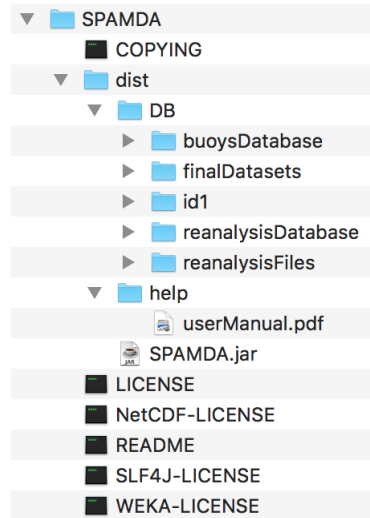 SPAMDA
COPYING
dist
DB
buoysDatabase
finalDatasets
id1
reanalysisDatabase
reanalysisFiles
help
userManual.pdf
SPAMDA.jar
LICENSE
NetCDF-LICENSE
README
SLF4J-LICENSE
WEKA-LICENSE